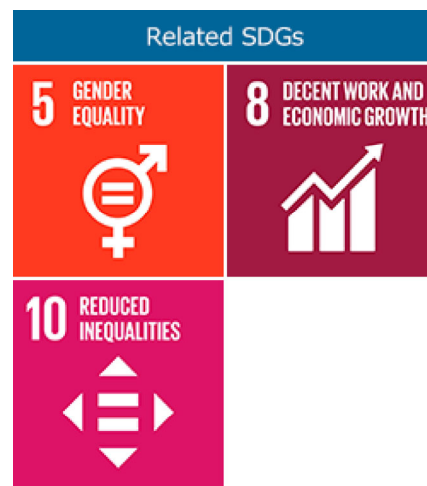 Related SDGs
5 GENDER
EQUALITY
8 DECENT WORK AND
ECONOMIC GROWTH
10 REDUCED
INEQUALITIES